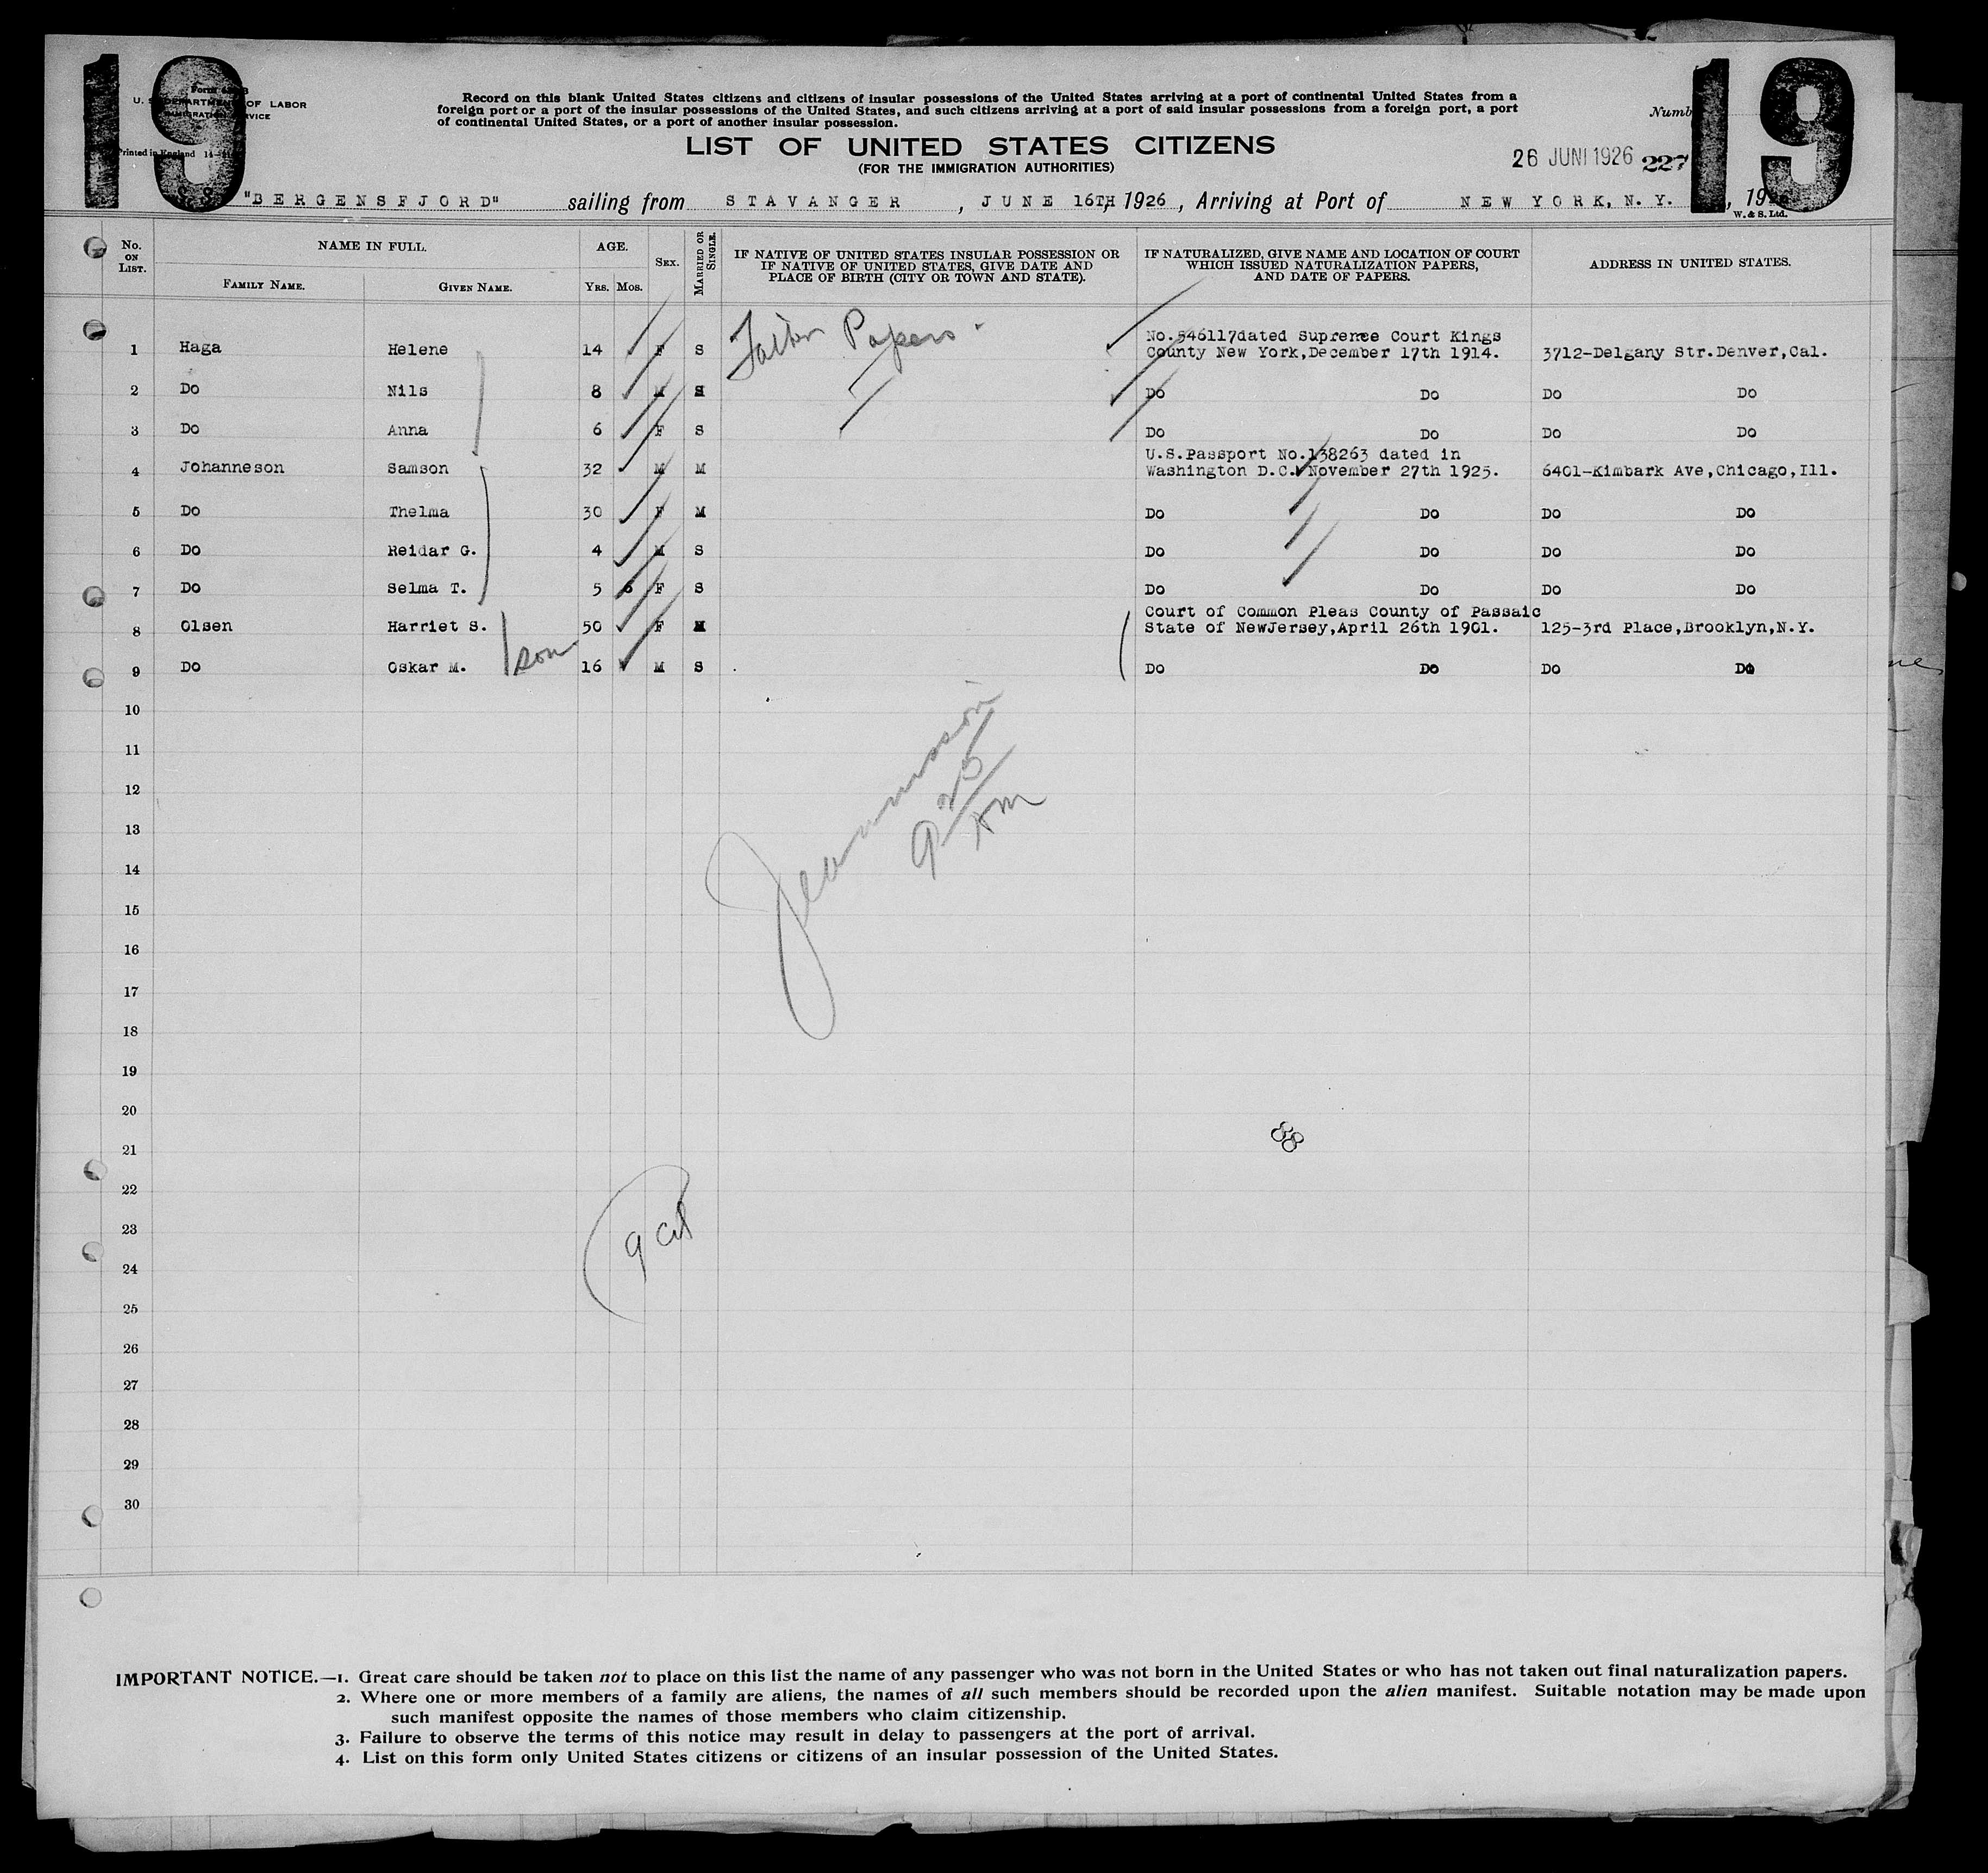 19
19
U. S. DEPARTMENT OF LABOR
IMMIGRATION SERVICE
Printed in England
Record on this blank United States citizens and citizens of insular possessions of the United States arriving at a port of continental United States from a
foreign port or a port of the insular possessions of the United States, and such citizens arriving at a port of said insular possessions from a foreign port, a port
of continental United States, or a port of another insular possession.
LIST OF UNITED STATES CITIZENS
(FOR THE IMMIGRATION AUTHORITIES)
26 JUNI 1926 227
"BERGENSFJORD" sailing from STAVANGER, JUNE 16TH, 1926, Arriving at Port of NEW YORK, N. Y.
W. & S. Ltd.
No. ON LIST. NAME IN FULL. AGE. SEX. MARRIED OR SINGLE. IF NATIVE OF UNITED STATES INSULAR POSSESSION OR IF NATIVE OF UNITED STATES, GIVE DATE AND PLACE OF BIRTH (CITY OR TOWN AND STATE). IF NATURALIZED, GIVE NAME AND LOCATION OF COURT WHICH ISSUED NATURALIZATION PAPERS, AND DATE OF PAPERS. ADDRESS IN UNITED STATES.
FAMILY NAME. GIVEN NAME. YRS. MOS.
Father Papers
No.546117dated Supreme Court Kings
1 Haga Helene 14 F S County New York,December 17th 1914. 3712-Delgany Str.Denver,Cal.
2 Do Nils 8 M S Do Do Do Do
3 Do Anna 6 F S Do Do Do Do
U.S.Passport No.138263 dated in
4 Johanneson Samson 32 M M Washington D.C. November 27th 1925. 6401-Kimbark Ave,Chicago,Ill.
5 Do Thelma 30 F M Do Do Do Do
6 Do Reidar G. 4 M S Do Do Do Do
7 Do Selma T. 5 6 F S Do Do Do Do
Court of Common Pleas County of Passaic
8 Olsen Harriet S. 50 F M State of NewJersey,April 26th 1901. 125-3rd Place,Brooklyn,N.Y.
son
9 Do Oskar M. 16 M S Do Do Do Do
10
11
12
13
14
15
16
17
18
19
20
21
22
23
24
25
26
27
28
29
30
IMPORTANT NOTICE.—1. Great care should be taken not to place on this list the name of any passenger who was not born in the United States or who has not taken out final naturalization papers.
2. Where one or more members of a family are aliens, the names of all such members should be recorded upon the alien manifest. Suitable notation may be made upon
such manifest opposite the names of those members who claim citizenship.
3. Failure to observe the terms of this notice may result in delay to passengers at the port of arrival.
4. List on this form only United States citizens or citizens of an insular possession of the United States.